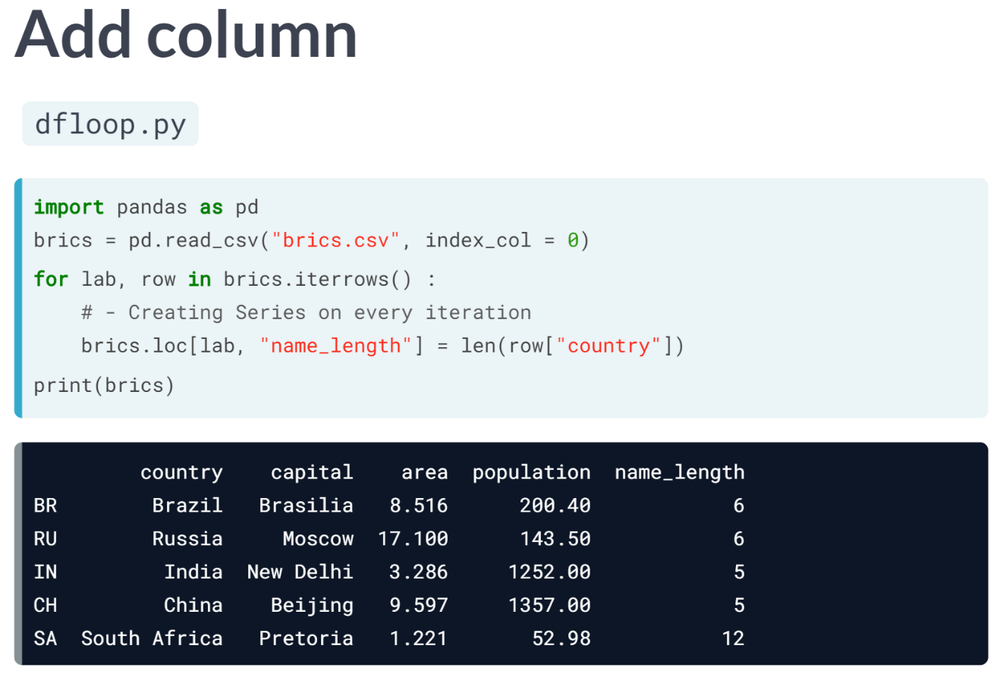 Add column
dfloop.py
import pandas as pd
brics = pd.read_csv("brics.csv", index_col = 0)
for lab, row in brics.iterrows() :
    # - Creating Series on every iteration
    brics.loc[lab, "name_length"] = len(row["country"])
print(brics)
         country    capital    area  population  name_length
BR        Brazil   Brasilia   8.516      200.40            6
RU        Russia     Moscow  17.100      143.50            6
IN         India  New Delhi   3.286     1252.00            5
CH         China    Beijing   9.597     1357.00            5
SA  South Africa   Pretoria   1.221       52.98           12